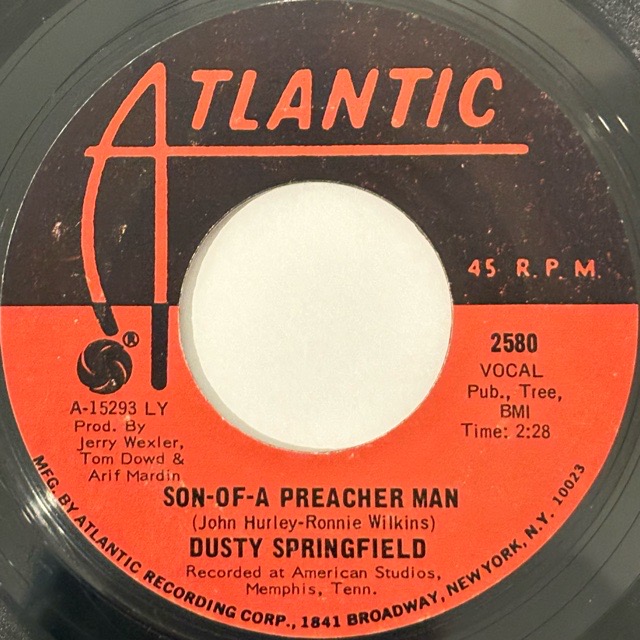 ATLANTIC
45 R.P.M.
®
2580
VOCAL
Pub., Tree,
BMI
Time: 2:28
A-15293 LY
Prod. By
Jerry Wexler,
Tom Dowd &
Arif Mardin
SON-OF-A PREACHER MAN
(John Hurley-Ronnie Wilkins)
DUSTY SPRINGFIELD
Recorded at American Studios,
Memphis, Tenn.
MFG. BY ATLANTIC RECORDING CORP., 1841 BROADWAY, NEW YORK, N.Y. 10023